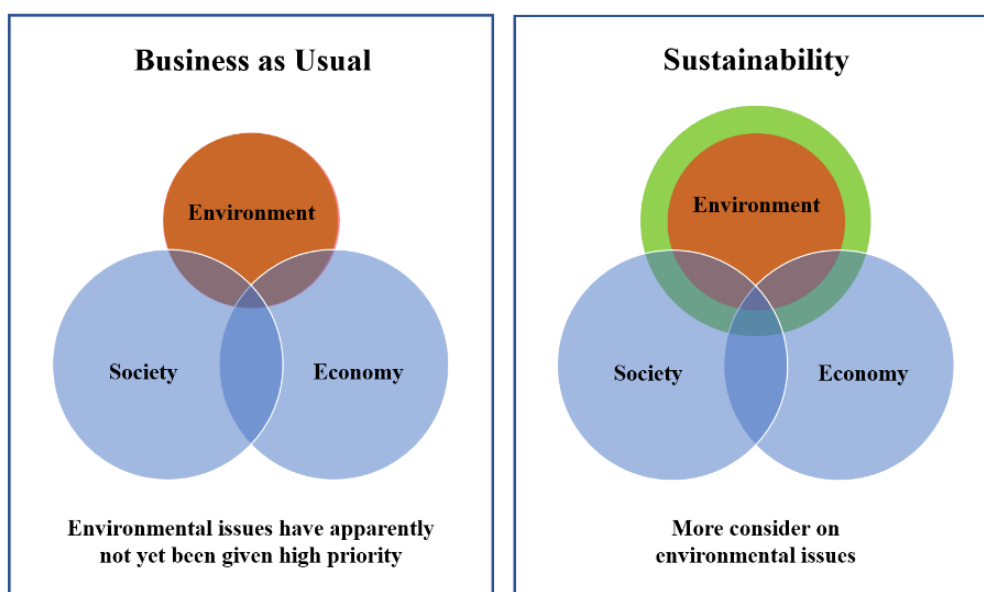 Business as Usual
Environment
Society
Economy
Environmental issues have apparently
not yet been given high priority
Sustainability
Environment
Society
Economy
More consider on
environmental issues